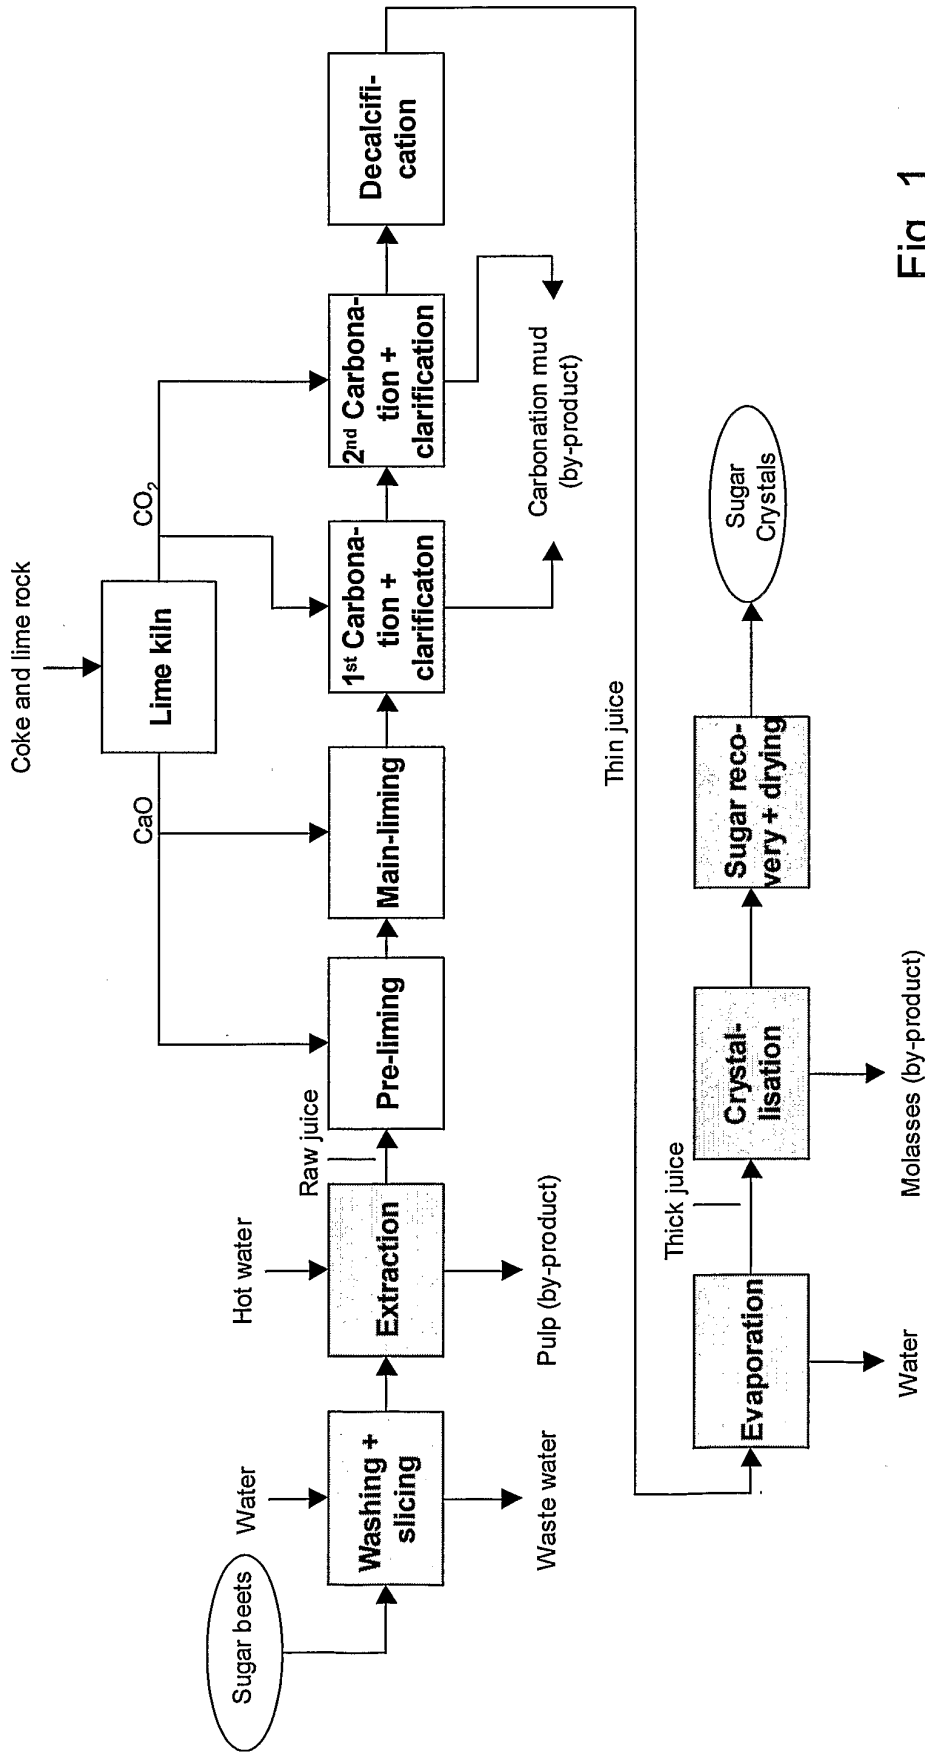 Coke and lime rock
Lime kiln
CaO
CO2
Sugar beets
Water
Hot water
Raw juice
Washing +
slicing
Extraction
Pre-liming
Main-liming
1st Carbona-
tion +
clarificaton
2nd Carbona-
tion +
clarification
Decalcifi-
cation
Waste water
Pulp (by-product)
Carbonation mud
(by-product)
Thin juice
Thick juice
Evaporation
Crystal-
lisation
Sugar reco-
very + drying
Sugar
Crystals
Water
Molasses (by-product)
Fig. 1